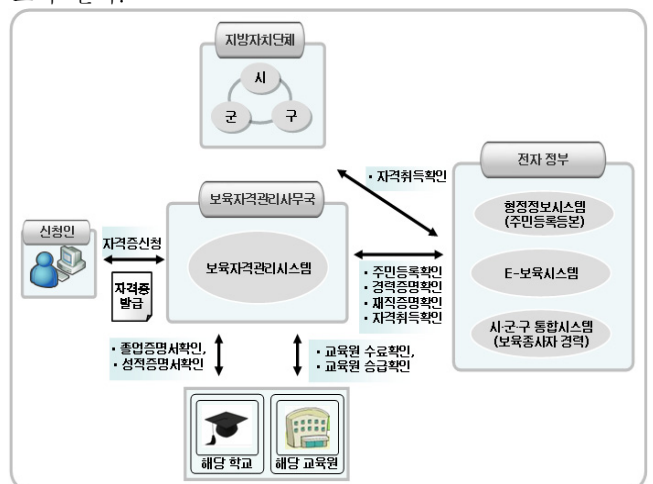 지방자치단체
시
군
구
전자 정부
· 자격취득확인
보육자격관리사무국
형정정보시스템
(주민등록등본)
신청인
자격증신청
보육자격관리시스템
E-보육시스템
자격증
발급
· 주민등록확인
· 경력증명확인
· 재직증명확인
· 자격취득확인
시·군·구 통합시스템
(보육종사자 경력)
· 졸업증명서확인,
· 성적증명서확인
· 교육원 수료확인,
· 교육원 승급확인
해당 학교
해당 교육원